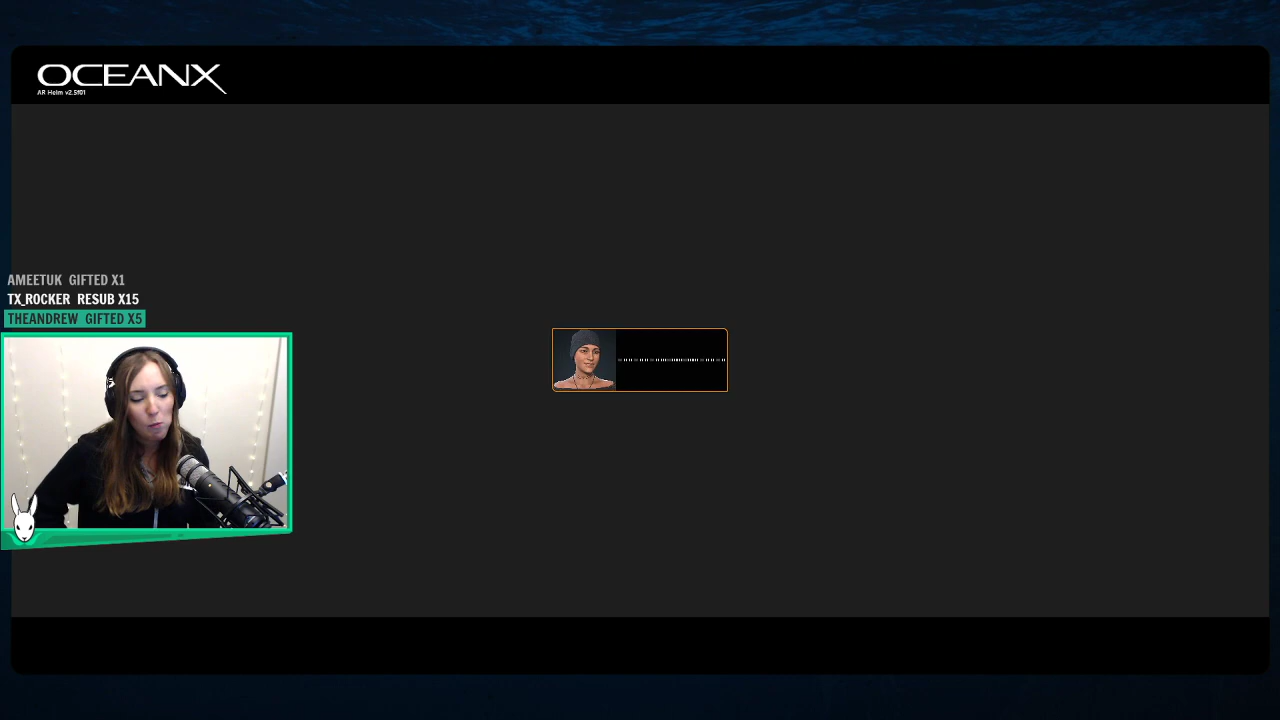 OCEANX
AR Helm v2.5f01
AMEETUK GIFTED X1
TX_ROCKER RESUB X15
THEANDREW GIFTED X5